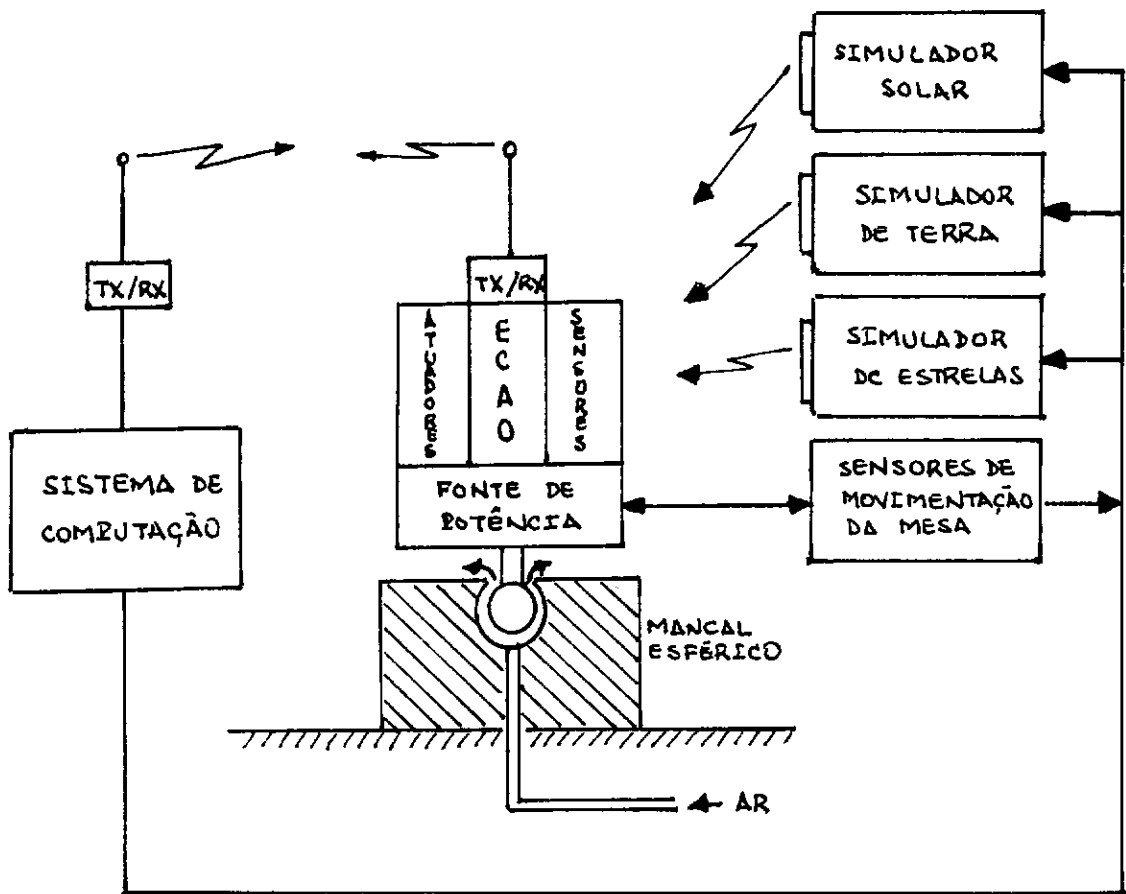 SIMULADOR
SOLAR
SIMULADOR
DE TERRA
TX/RX
TX/RX
ATUADORES
ECAO
SENSORES
SIMULADOR
DE ESTRELAS
SISTEMA DE
COMPUTAÇÃO
FONTE DE
POTÊNCIA
SENSORES DE
MOVIMENTAÇÃO
DA MESA
MANCAL
ESFÉRICO
AR